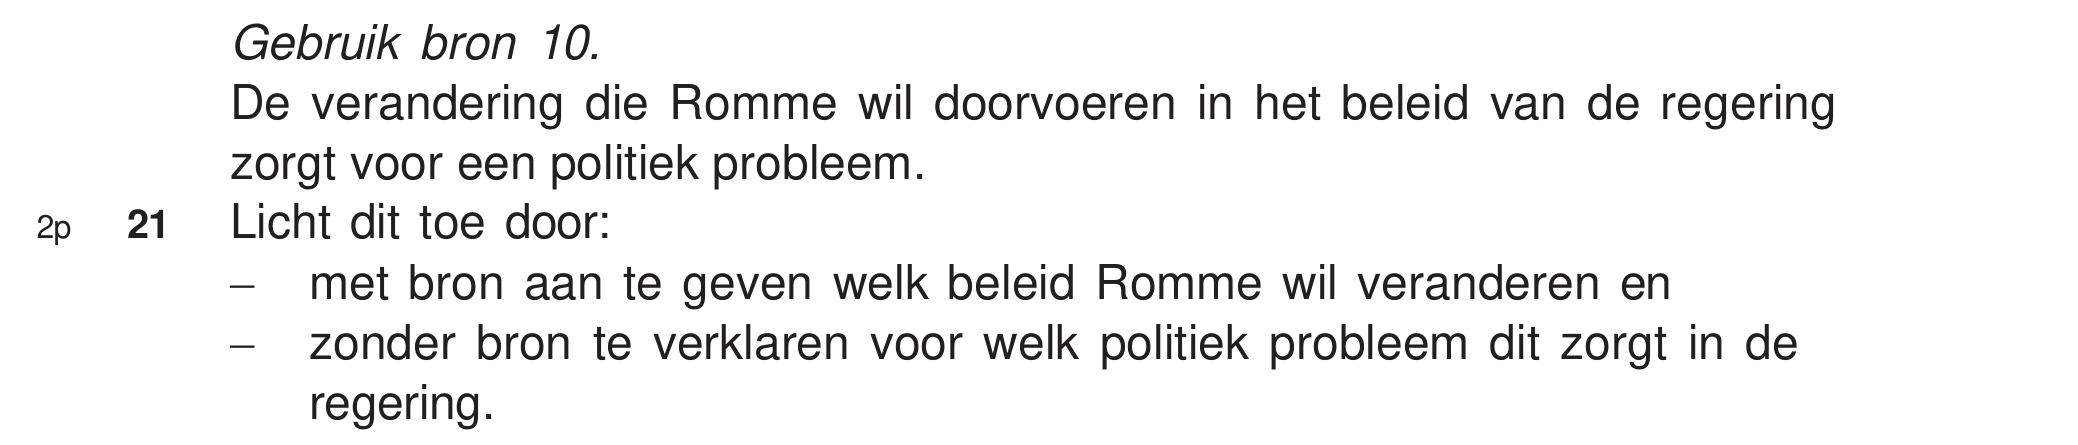 Gebruik bron 10.
De verandering die Romme wil doorvoeren in het beleid van de regering
zorgt voor een politiek probleem.
2p 21 Licht dit toe door:
– met bron aan te geven welk beleid Romme wil veranderen en
– zonder bron te verklaren voor welk politiek probleem dit zorgt in de
regering.